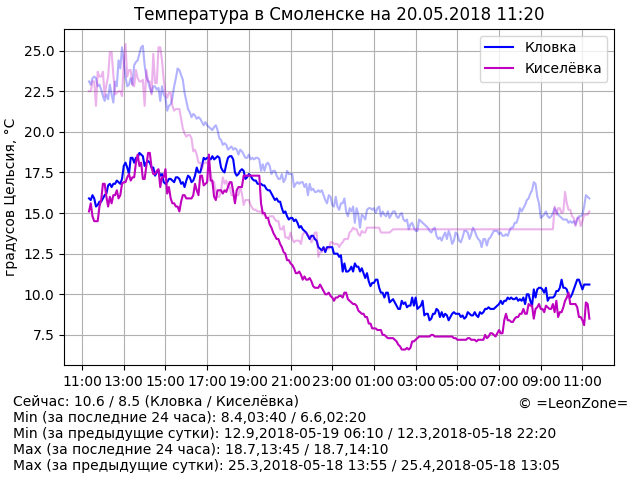 Температура в Смоленске на 20.05.2018 11:20
Кловка
Киселёвка
градусов Цельсия, °C
25.0
22.5
20.0
17.5
15.0
12.5
10.0
7.5
11:00 13:00 15:00 17:00 19:00 21:00 23:00 01:00 03:00 05:00 07:00 09:00 11:00
Сейчас: 10.6 / 8.5 (Кловка / Киселёвка)
© =LeonZone=
Min (за последние 24 часа): 8.4,03:40 / 6.6,02:20
Min (за предыдущие сутки): 12.9,2018-05-19 06:10 / 12.3,2018-05-18 22:20
Max (за последние 24 часа): 18.7,13:45 / 18.7,14:10
Max (за предыдущие сутки): 25.3,2018-05-18 13:55 / 25.4,2018-05-18 13:05